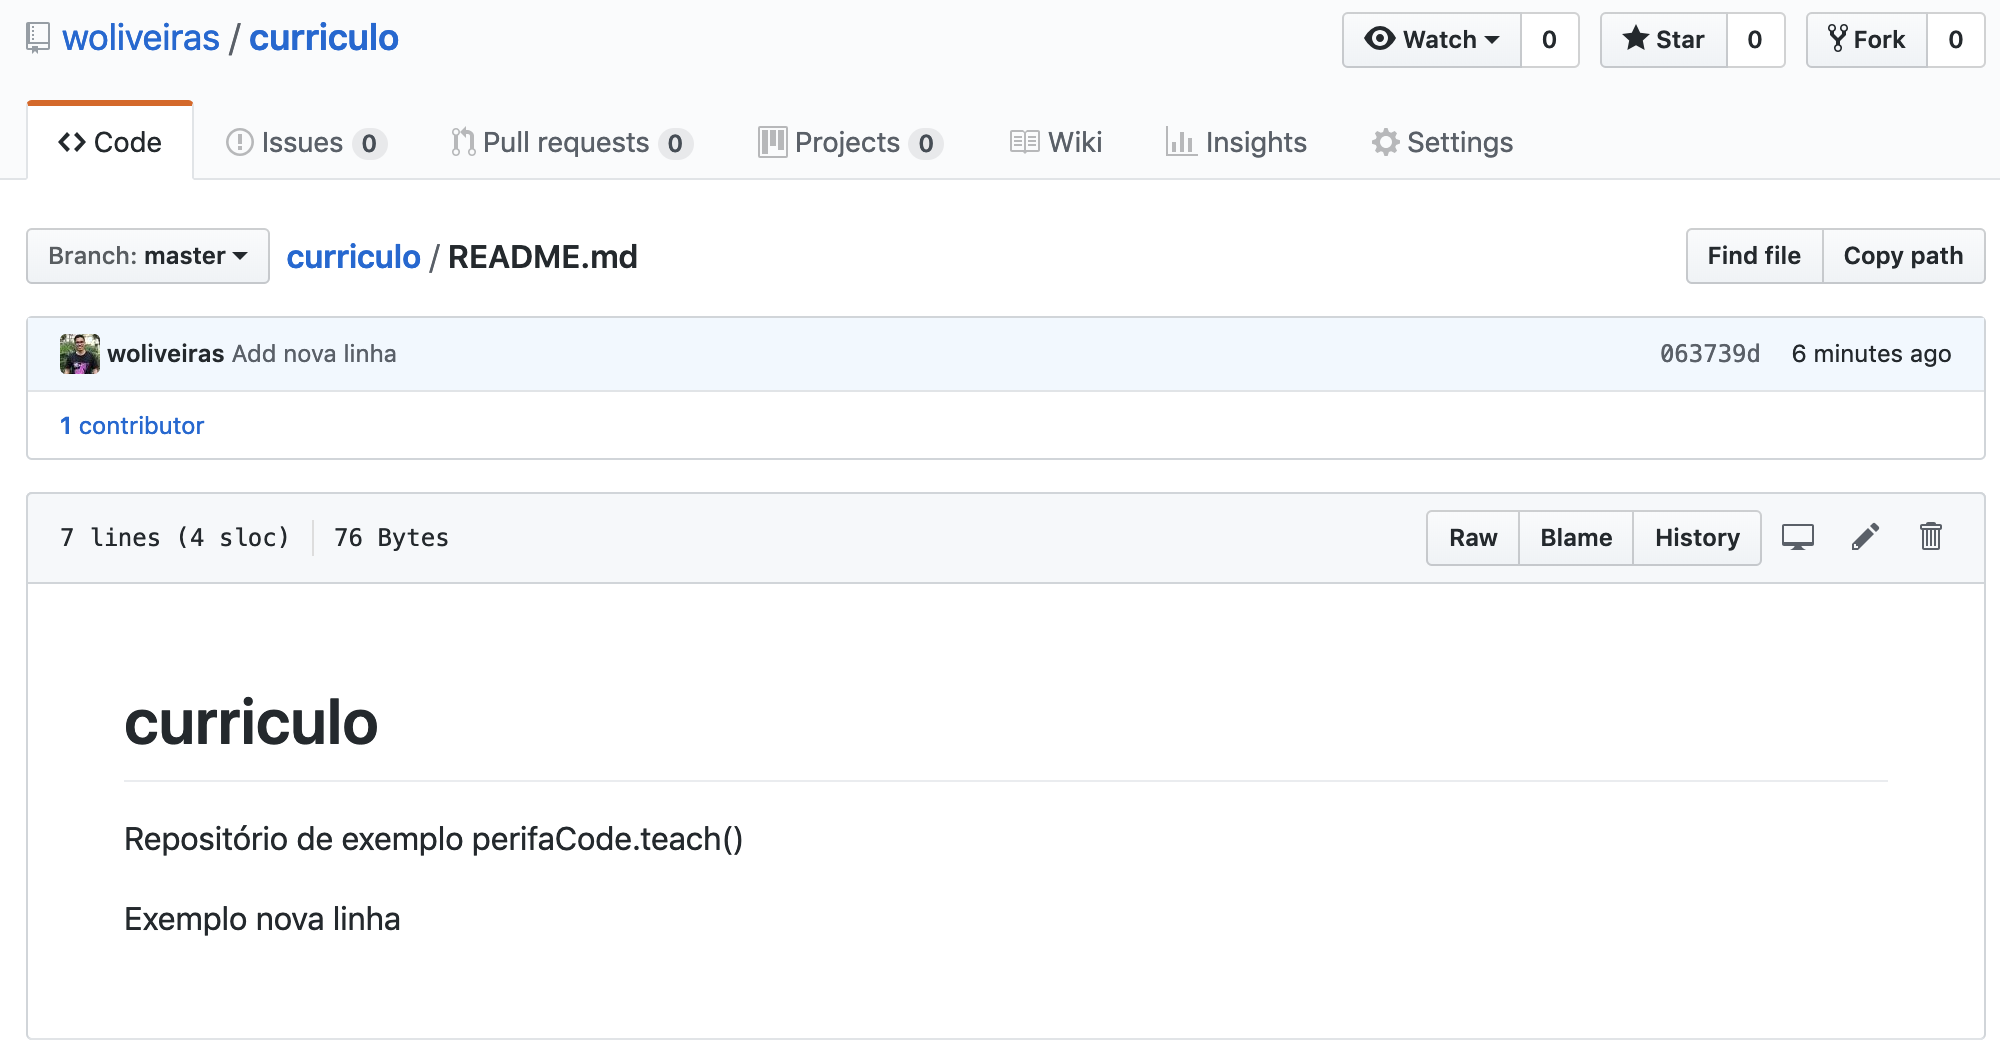 woliveiras / curriculo Watch 0 Star 0 Fork 0
Code Issues 0 Pull requests 0 Projects 0 Wiki Insights Settings
Branch: master curriculo / README.md Find file Copy path
woliveiras Add nova linha 063739d 6 minutes ago
1 contributor
7 lines (4 sloc) 76 Bytes Raw Blame History
curriculo
Repositório de exemplo perifaCode.teach()
Exemplo nova linha